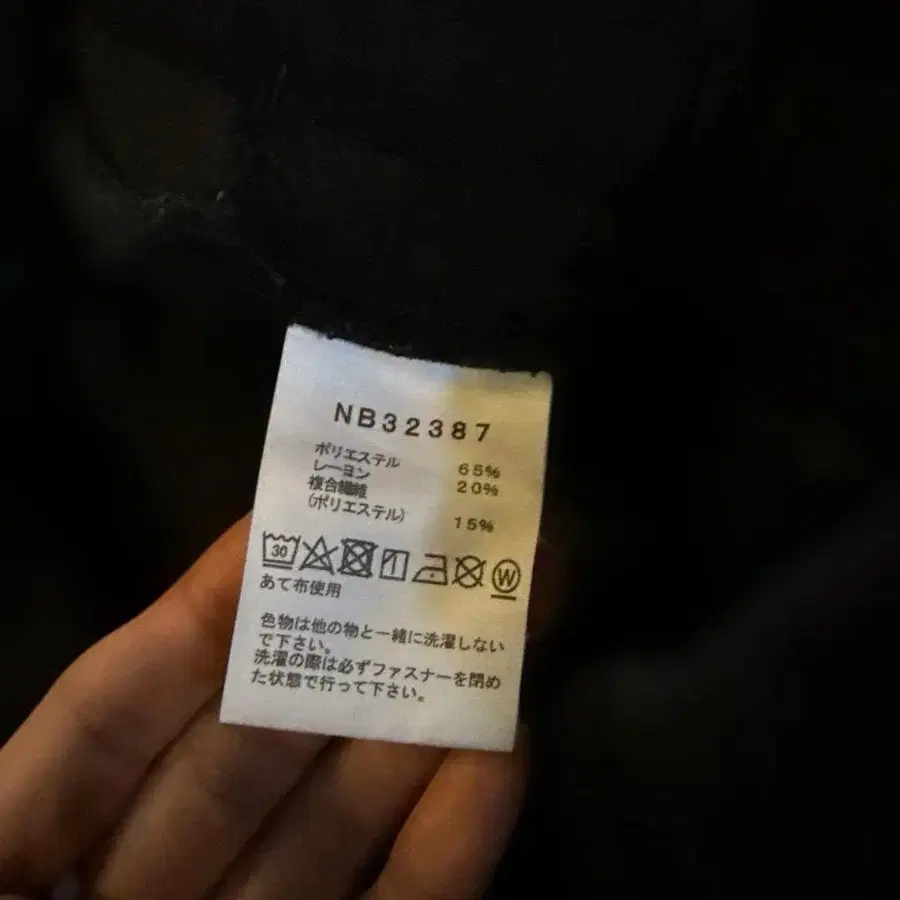 NB32387
ポリエステル 65%
レーヨン 20%
複合繊維
(ポリエステル) 15%
30 W
あて布使用
色物は他の物と一緒に洗濯しない
で下さい。
洗濯の際は必ずファスナーを閉め
た状態で行って下さい。